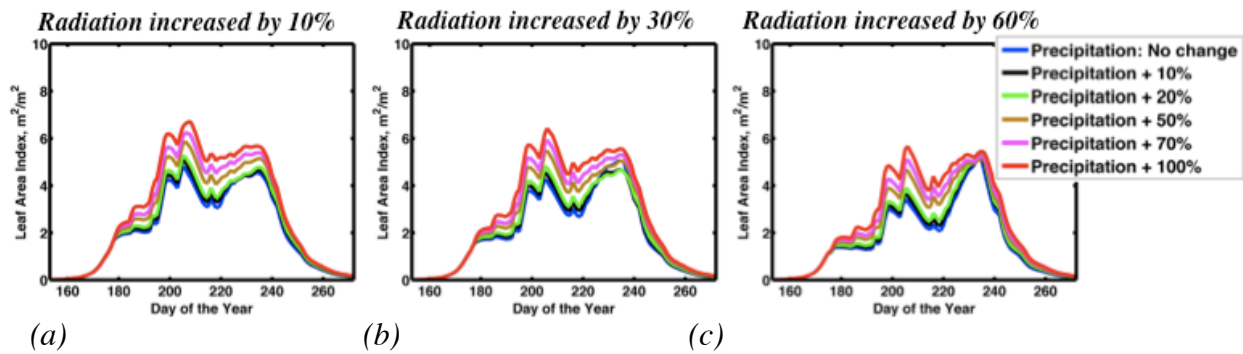 Radiation increased by 10%
Radiation increased by 30%
Radiation increased by 60%
10
8
6
4
2
0
Leaf Area Index, m²/m²
160 180 200 220 240 260
Day of the Year
(a)
10
8
6
4
2
0
Leaf Area Index, m²/m²
160 180 200 220 240 260
Day of the Year
(b)
10
8
6
4
2
0
Leaf Area Index, m²/m²
160 180 200 220 240 260
Day of the Year
(c)
Precipitation: No change
Precipitation + 10%
Precipitation + 20%
Precipitation + 50%
Precipitation + 70%
Precipitation + 100%